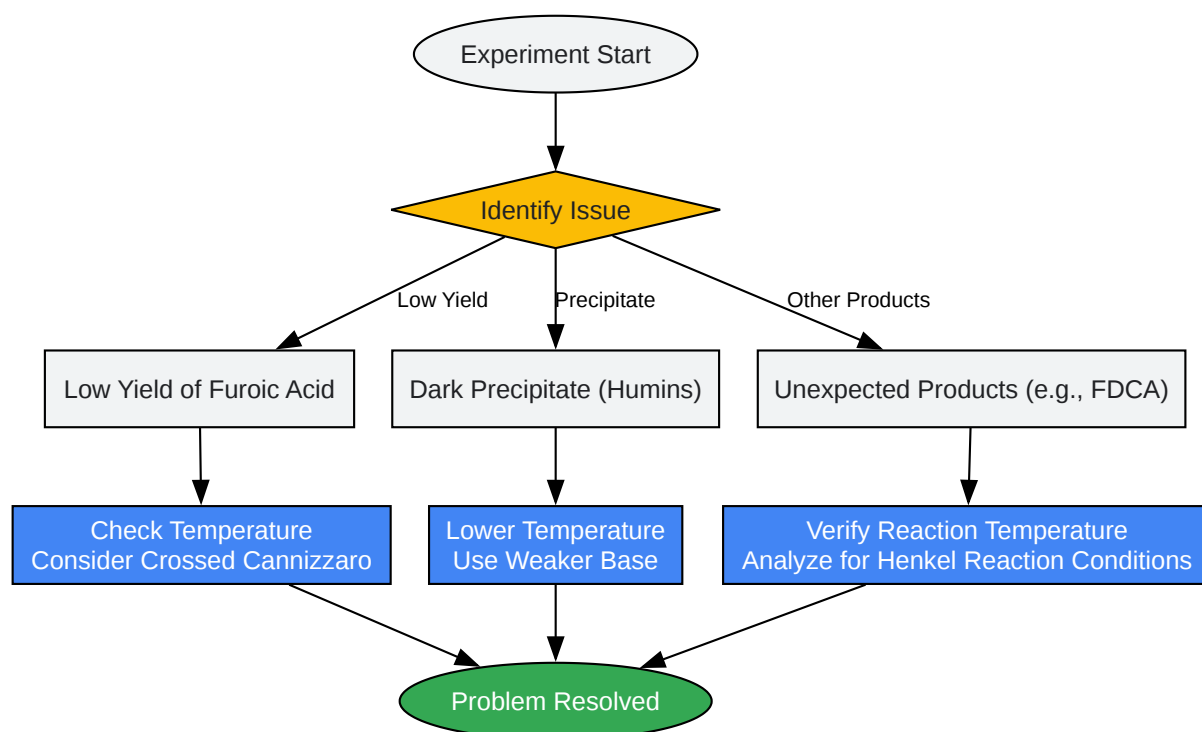 Experiment Start
Identify Issue
Low Yield
Precipitate
Other Products
Low Yield of Furoic Acid
Dark Precipitate (Humins)
Unexpected Products (e.g., FDCA)
Check Temperature
Consider Crossed Cannizzaro
Lower Temperature
Use Weaker Base
Verify Reaction Temperature
Analyze for Henkel Reaction Conditions
Problem Resolved